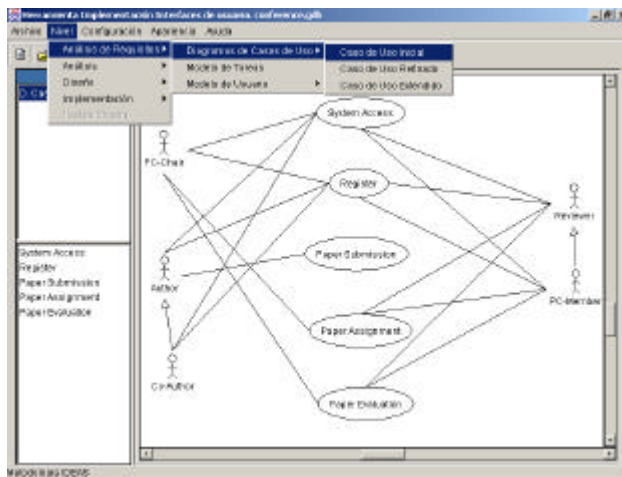 Herramienta Implementación Interfaces de usuario. conference.gdb
Archivo Nivel Configuración Apariencia Ayuda
Análisis de Requisitos
Análisis
Diseño
Implementación
Diagramas de Casos de Uso
Modelo de Tareas
Modelo de Usuario
Caso de Uso Inicial
Caso de Uso Refinado
Caso de Uso Extendido
System Access
PC-Chair
Register
Reviewer
Paper Submission
Author
PC-Member
Paper Assignment
Co-Author
Paper Evaluation
System Access
Register
Paper Submission
Paper Assignment
Paper Evaluation
Metodología IDEAS